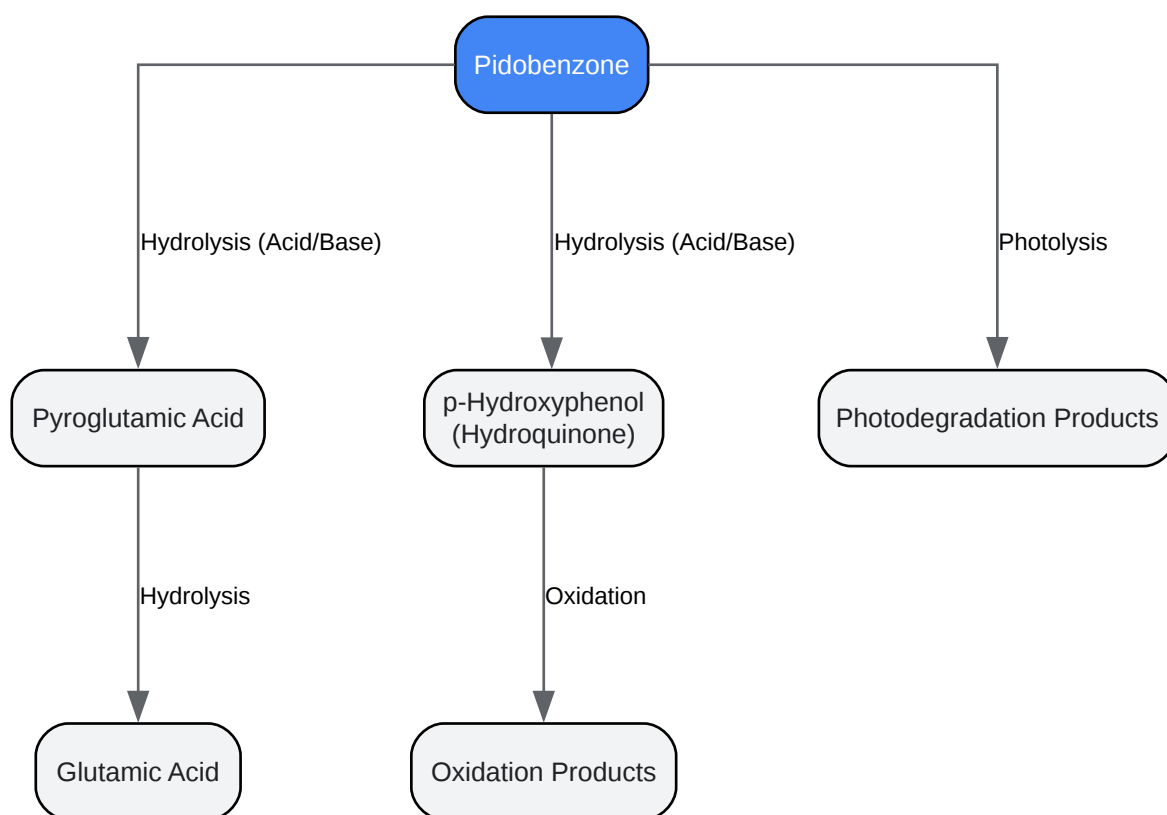 Pidobenzone
Hydrolysis (Acid/Base)
Hydrolysis (Acid/Base)
Photolysis
Pyroglutamic Acid
p-Hydroxyphenol
(Hydroquinone)
Photodegradation Products
Hydrolysis
Oxidation
Glutamic Acid
Oxidation Products